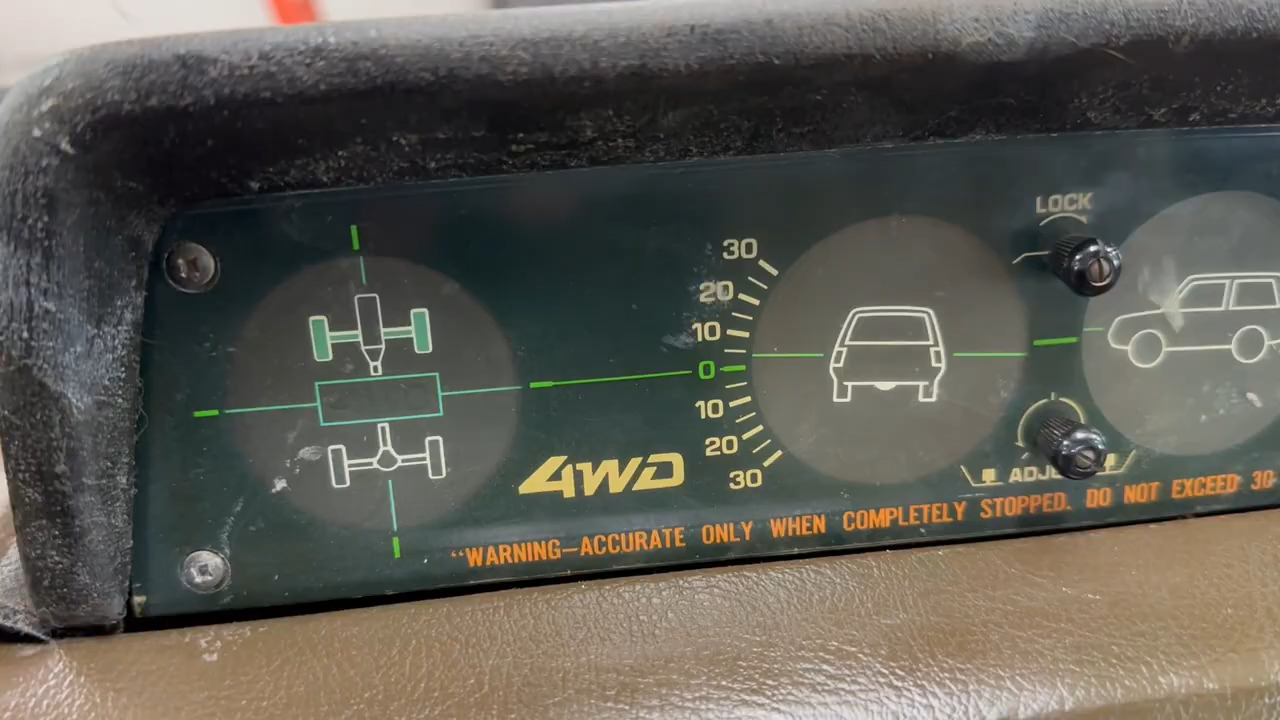 LOCK
30
20
10
0
10
20
30
4WD
"WARNING–ACCURATE ONLY WHEN COMPLETELY STOPPED. DO NOT EXCEED 30